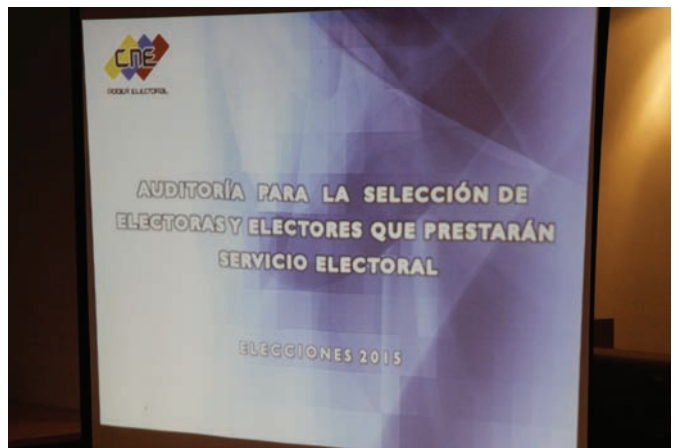 CNE
PODER ELECTORAL
AUDITORÍA PARA LA SELECCIÓN DE
ELECTORAS Y ELECTORES QUE PRESTARÁN
SERVICIO ELECTORAL
ELECCIONES 2015